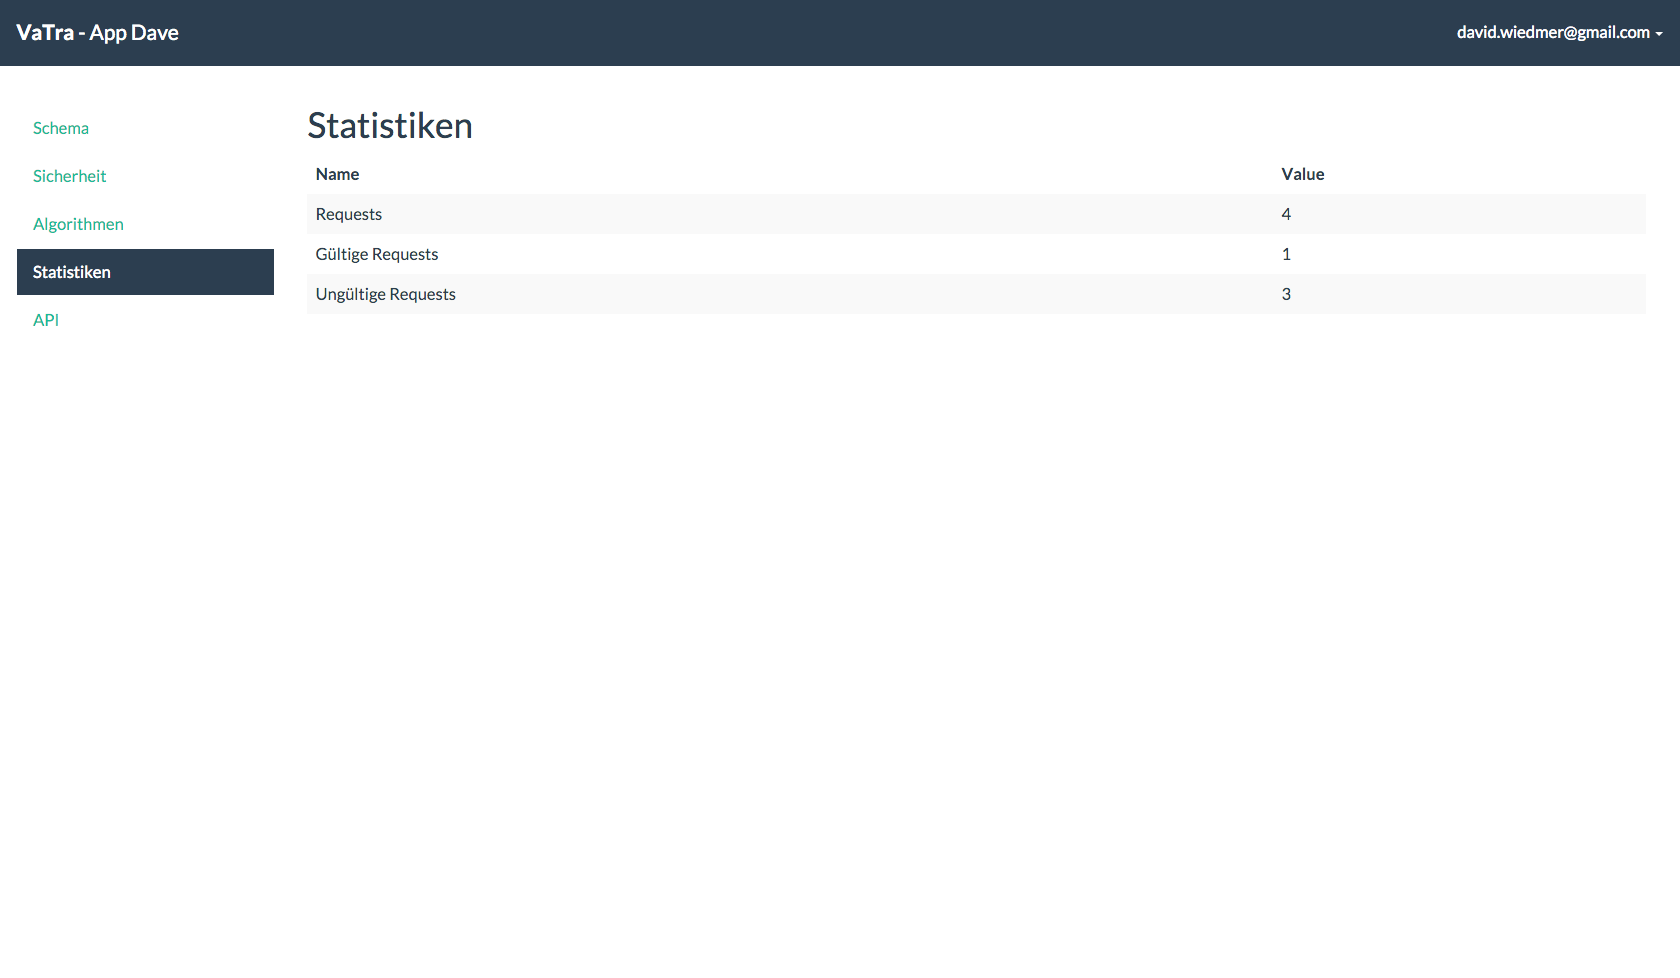 VaTra - App Dave
david.wiedmer@gmail.com
Schema
Sicherheit
Algorithmen
Statistiken
API
Statistiken
Name Value
Requests 4
Gültige Requests 1
Ungültige Requests 3